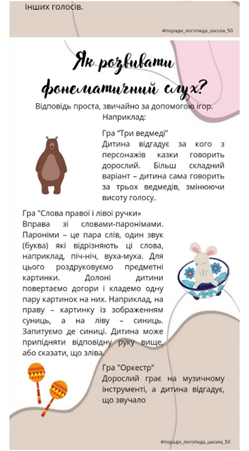 інших голосів.
#поради_логопеда_школа_50
Як розвивати
фонематичний слух?
Відповідь проста, звичайно за допомогою ігор.
Наприклад:
Гра "Три ведмеді"
Дитина відгадує за кого з
персонажів казки говорить
дорослий. Більш складний
варіант – дитина сама говорить
за трьох ведмедів, змінюючи
висоту голосу.
Гра "Слова правої і лівої ручки»
Вправа зі словами-паронімами.
Пароніми – це пара слів, один звук
(буква) які відрізняють ці слова,
наприклад, піч-ніч, вуха-муха. Для
цього роздруковуємо предметні
картинки. Долоні дитини
повертаємо догори і кладемо одну
пару картинок на них. Наприклад, на
праву – картинку із зображенням
суниць, а на ліву – синиць.
Запитуємо де синиці. Дитина може
припідняти відповідну руку вище,
або сказати, що зліва.
Гра "Оркестр"
Дорослий грає на музичному
інструменті, а дитина відгадує,
що звучало
#поради_логопеда_школа_50